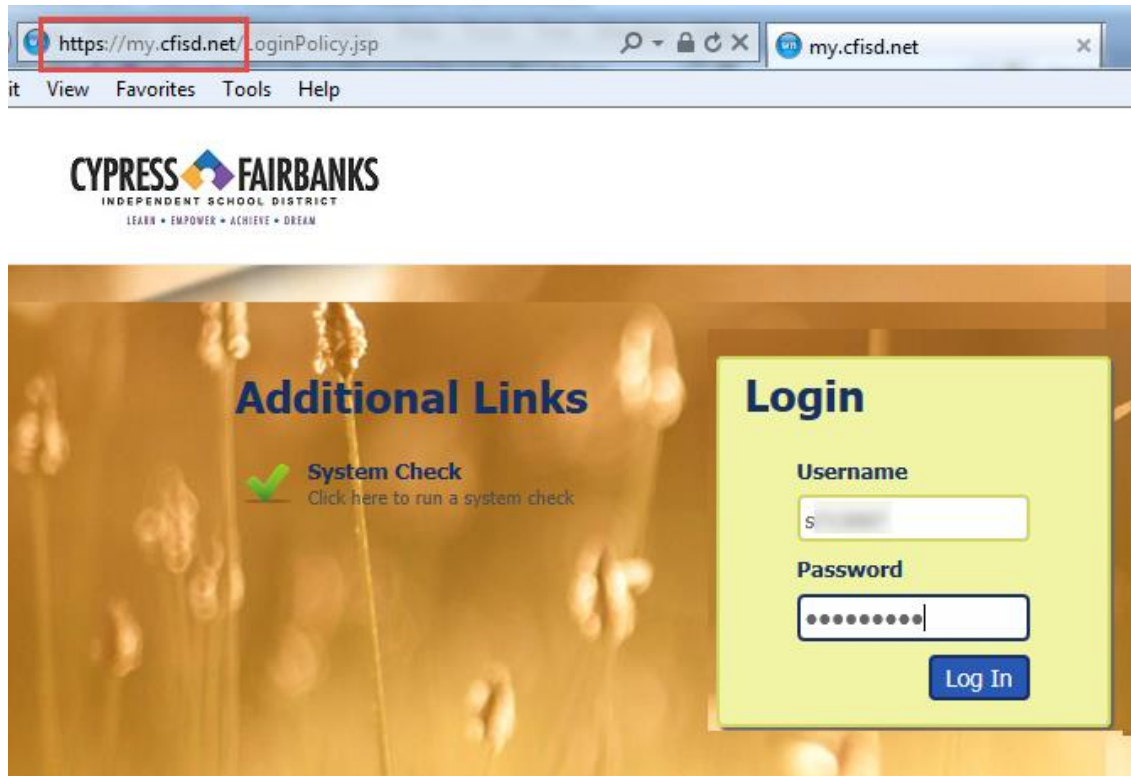 https://my.cfisd.net/LoginPolicy.jsp
my.cfisd.net
it View Favorites Tools Help
CYPRESS FAIRBANKS
INDEPENDENT SCHOOL DISTRICT
LEARN • EMPOWER • ACHIEVE • DREAM
Additional Links
System Check
Click here to run a system check
Login
Username
s
Password
Log In